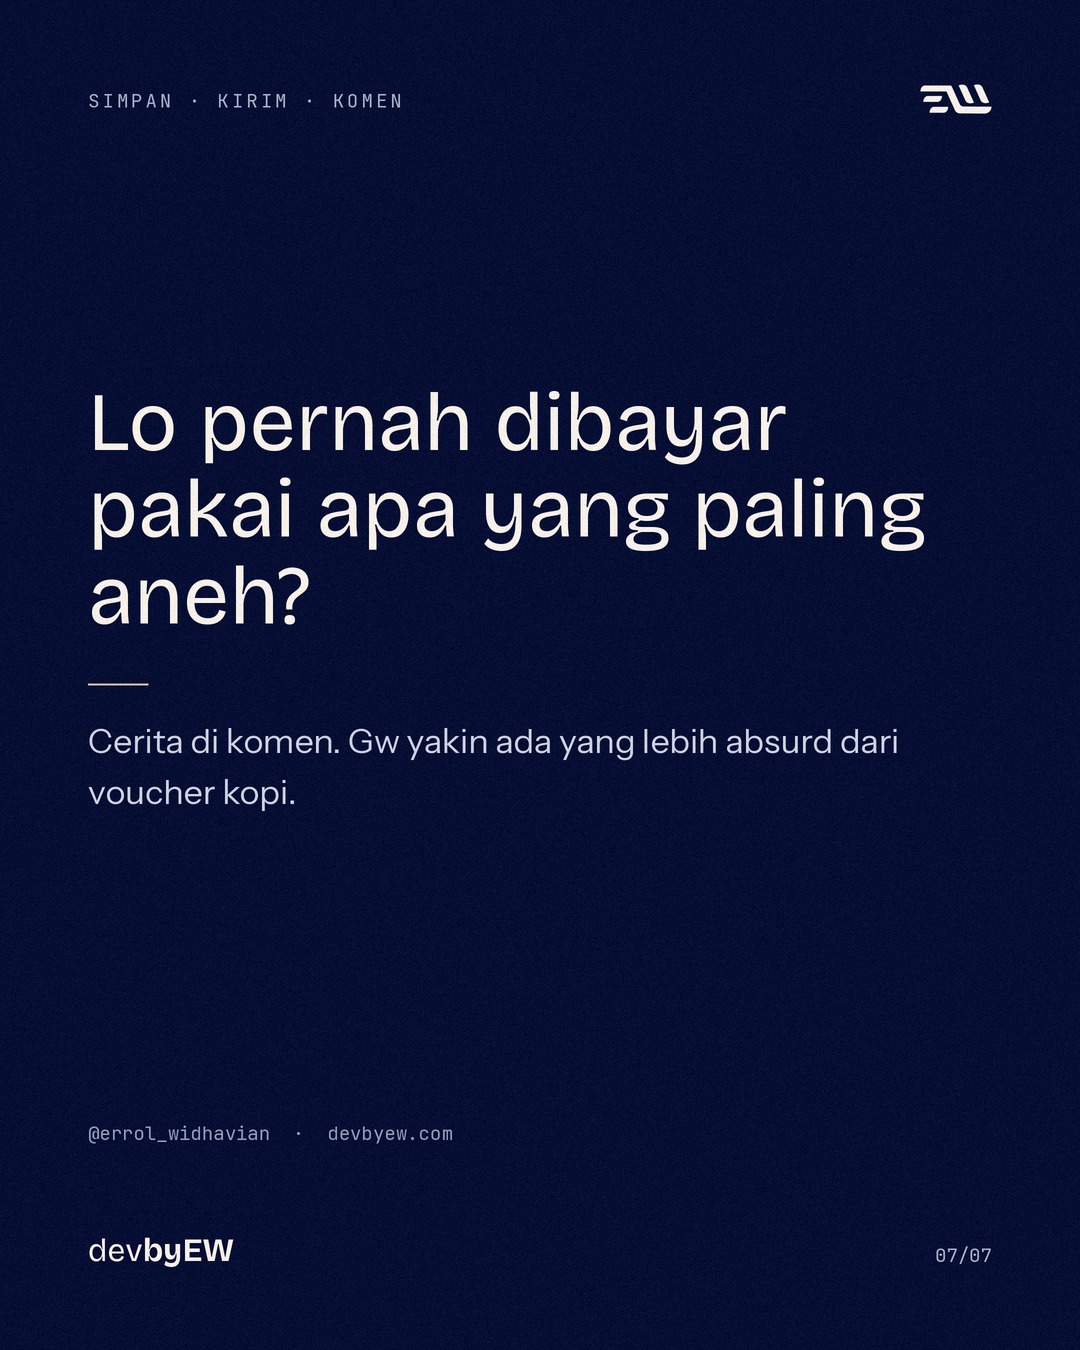 SIMPAN · KIRIM · KOMEN
EW
Lo pernah dibayar
pakai apa yang paling
aneh?
Cerita di komen. Gw yakin ada yang lebih absurd dari
voucher kopi.
@errol_widhavian · devbyew.com
devbyEW
07/07